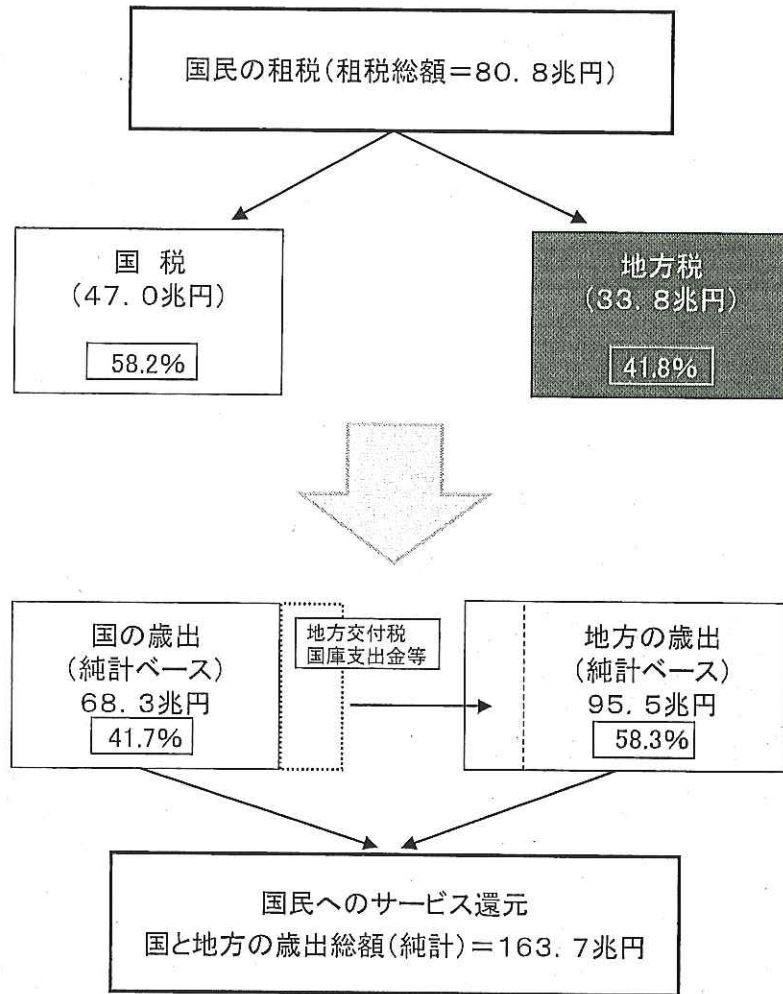 国民の租税(租税総額＝80．8兆円)
国 税
(47．0兆円)
58.2%
地方税
(33．8兆円)
41.8%
国の歳出
(純計ベース)
68．3兆円
41.7%
地方交付税
国庫支出金等
地方の歳出
(純計ベース)
95．5兆円
58.3%
国民へのサービス還元
国と地方の歳出総額(純計)＝163．7兆円